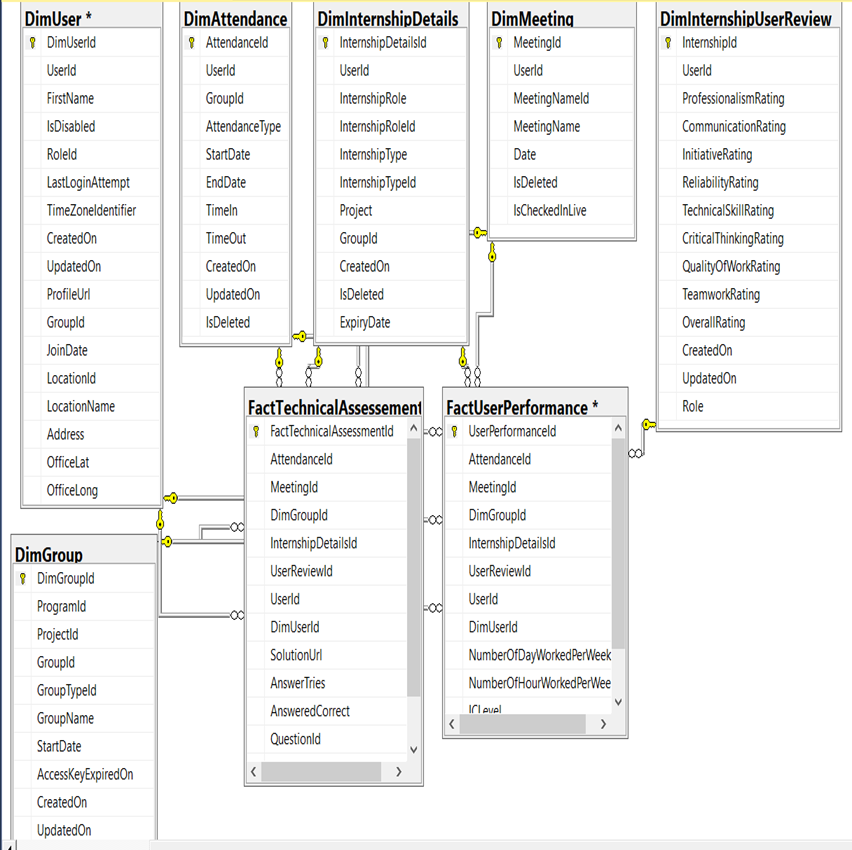 DimUser *
DimUserId
UserId
FirstName
IsDisabled
RoleId
LastLoginAttempt
TimeZoneIdentifier
CreatedOn
UpdatedOn
ProfileUrl
GroupId
JoinDate
LocationId
LocationName
Address
OfficeLat
OfficeLong
DimAttendance
AttendanceId
UserId
GroupId
AttendanceType
StartDate
EndDate
TimeIn
TimeOut
CreatedOn
UpdatedOn
IsDeleted
DimInternshipDetails
InternshipDetailsId
UserId
InternshipRole
InternshipRoleId
InternshipType
InternshipTypeId
Project
GroupId
CreatedOn
IsDeleted
ExpiryDate
DimMeeting
MeetingId
UserId
MeetingNameId
MeetingName
Date
IsDeleted
IsCheckedInLive
DimInternshipUserReview
InternshipId
UserId
ProfessionalismRating
CommunicationRating
InitiativeRating
ReliabilityRating
TechnicalSkillRating
CriticalThinkingRating
QualityOfWorkRating
TeamworkRating
OverallRating
CreatedOn
UpdatedOn
Role
DimGroup
DimGroupId
ProgramId
ProjectId
GroupId
GroupTypeId
GroupName
StartDate
AccessKeyExpiredOn
CreatedOn
UpdatedOn
FactTechnicalAssessement
FactTechnicalAssessmentId
AttendanceId
MeetingId
DimGroupId
InternshipDetailsId
UserReviewId
UserId
DimUserId
SolutionUrl
AnswerTries
AnsweredCorrect
QuestionId
FactUserPerformance *
UserPerformanceId
AttendanceId
MeetingId
DimGroupId
InternshipDetailsId
UserReviewId
UserId
DimUserId
NumberOfDayWorkedPerWeek
NumberOfHourWorkedPerWee
ICLevel